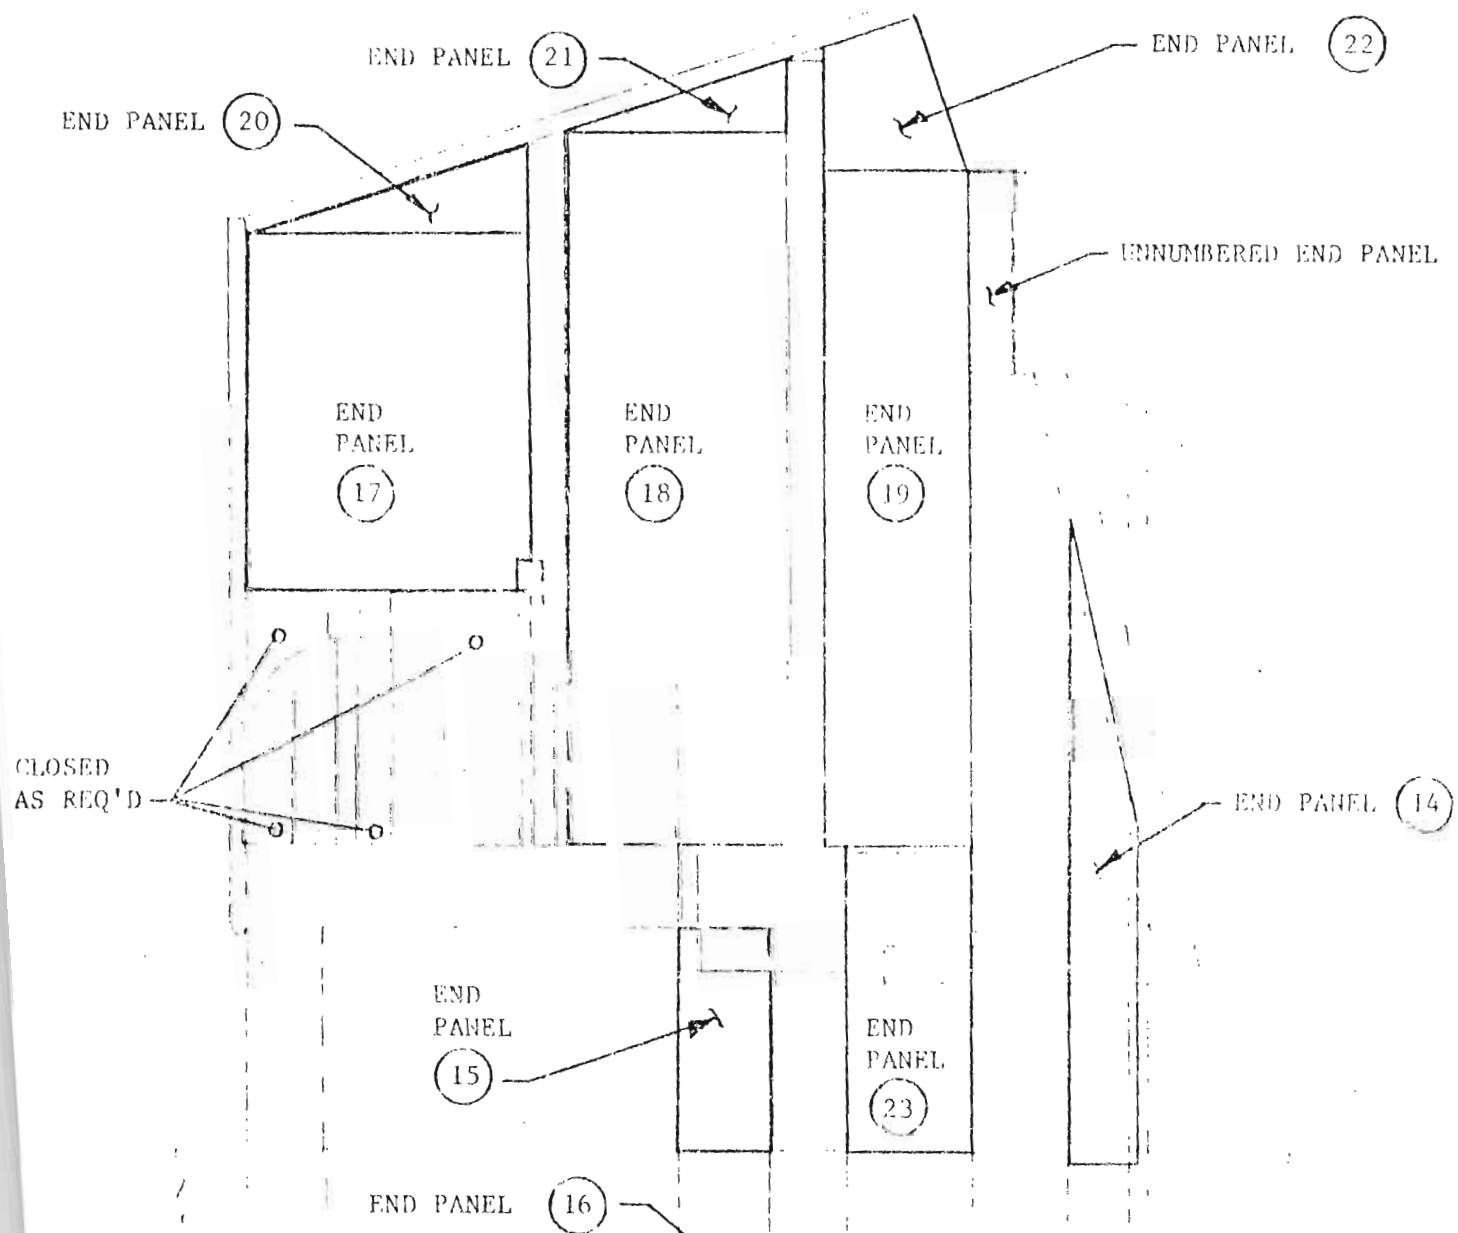 END PANEL 21
END PANEL 22
END PANEL 20
UNNUMBERED END PANEL
END
PANEL
17
END
PANEL
18
END
PANEL
19
CLOSED
AS REQ'D
END PANEL 14
END
PANEL
15
END
PANEL
23
END PANEL 16